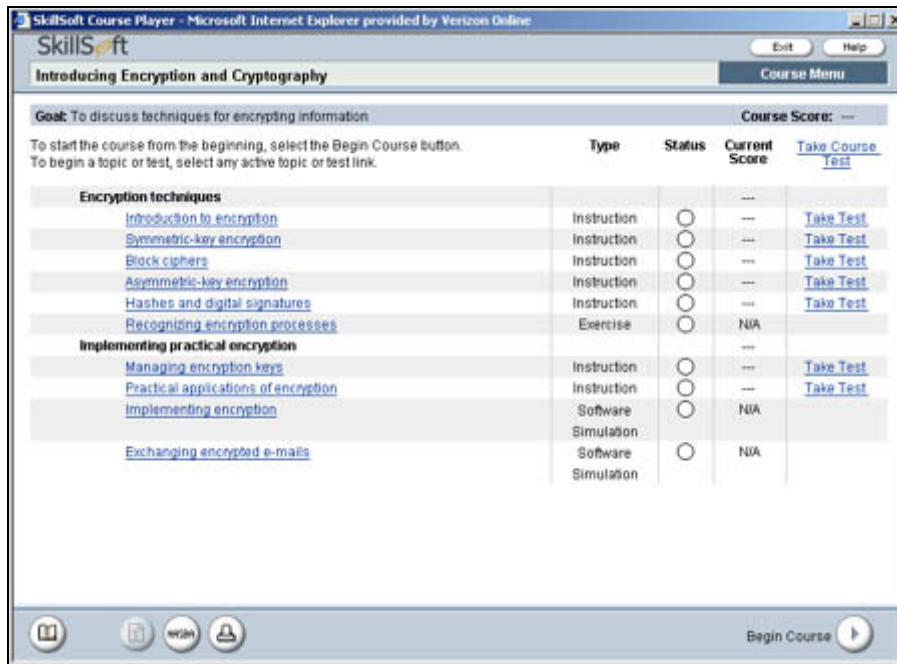 SkillSoft Course Player - Microsoft Internet Explorer provided by Verizon Online
SkillSoft
Exit Help
Introducing Encryption and Cryptography Course Menu
Goal: To discuss techniques for encrypting information Course Score: ---
To start the course from the beginning, select the Begin Course button. Type Status Current Score Take Course Test
To begin a topic or test, select any active topic or test link.
Encryption techniques ---
Introduction to encryption Instruction --- Take Test
Symmetric-key encryption Instruction --- Take Test
Block ciphers Instruction --- Take Test
Asymmetric-key encryption Instruction --- Take Test
Hashes and digital signatures Instruction --- Take Test
Recognizing encryption processes Exercise N/A
Implementing practical encryption ---
Managing encryption keys Instruction --- Take Test
Practical applications of encryption Instruction --- Take Test
Implementing encryption Software Simulation N/A
Exchanging encrypted e-mails Software Simulation N/A
Begin Course